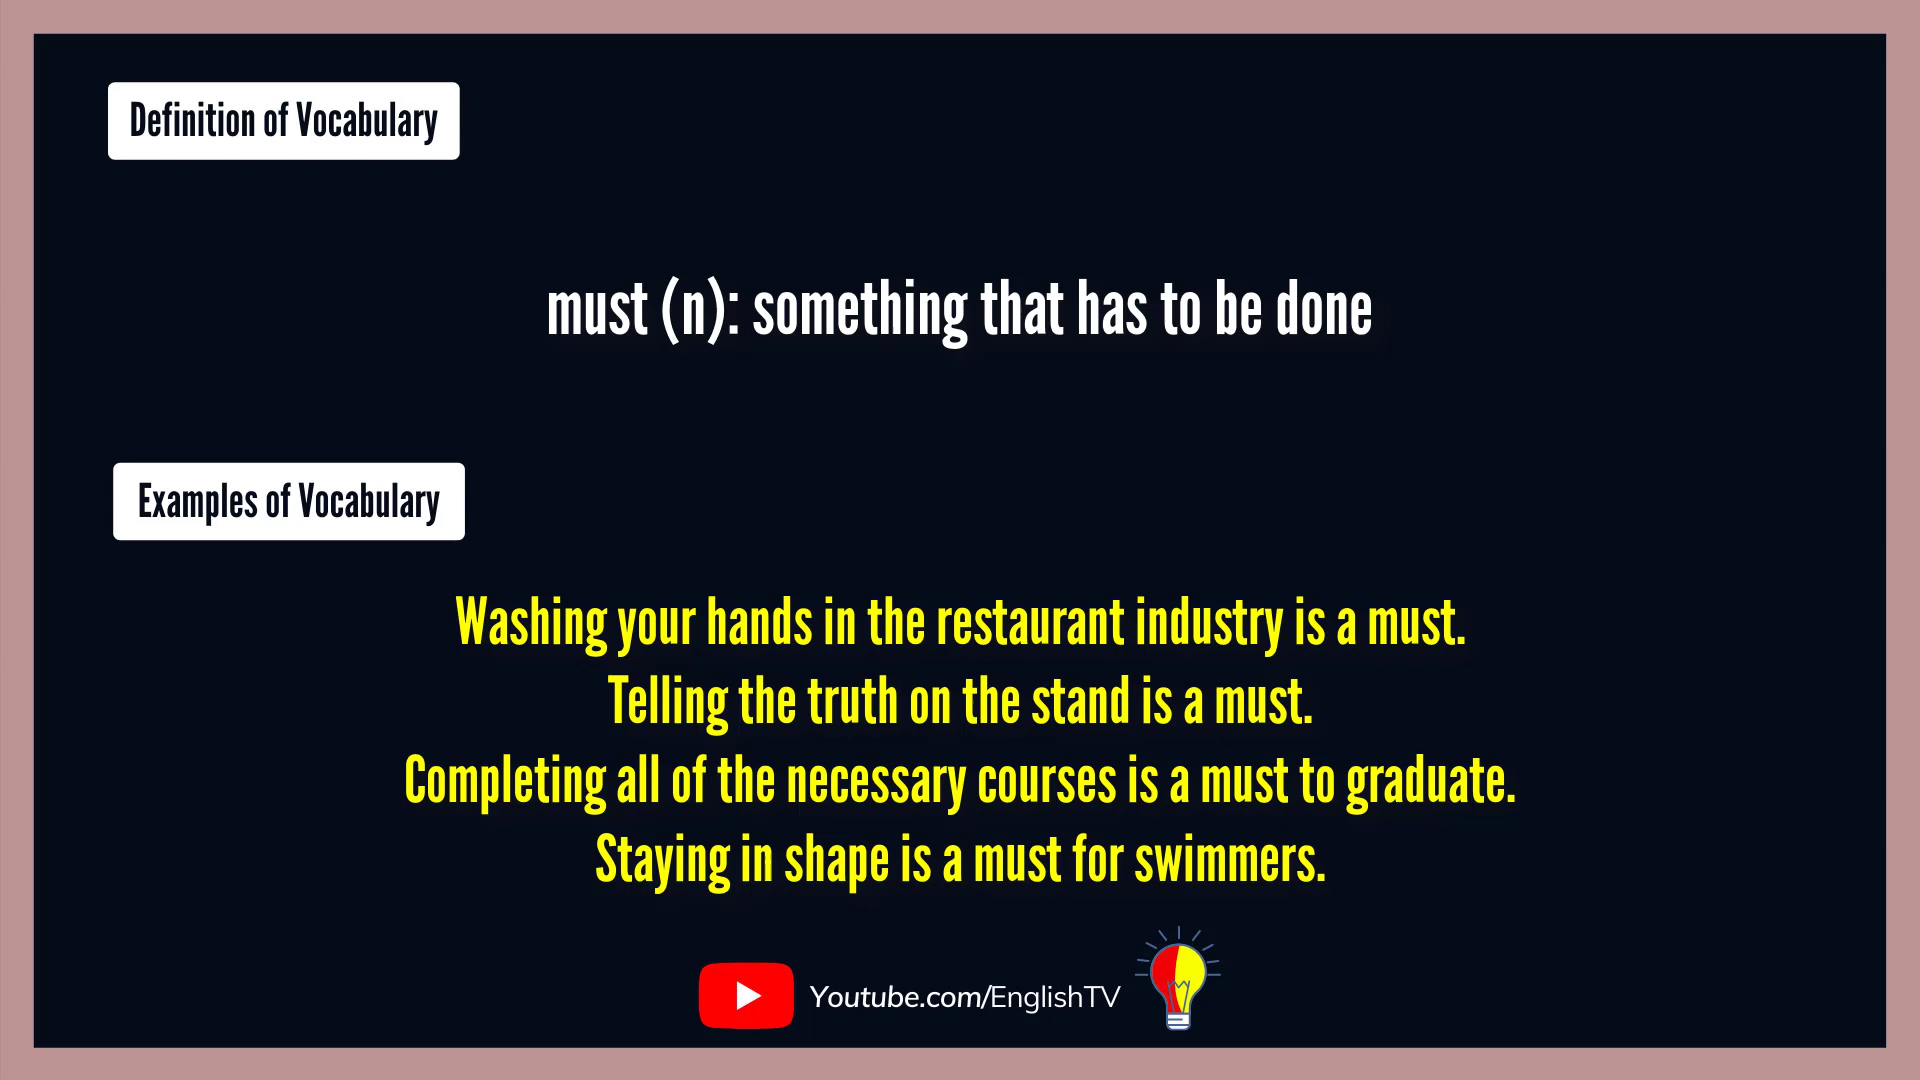 Definition of Vocabulary
must (n): something that has to be done
Examples of Vocabulary
Washing your hands in the restaurant industry is a must.
Telling the truth on the stand is a must.
Completing all of the necessary courses is a must to graduate.
Staying in shape is a must for swimmers.
Youtube.com/EnglishTV